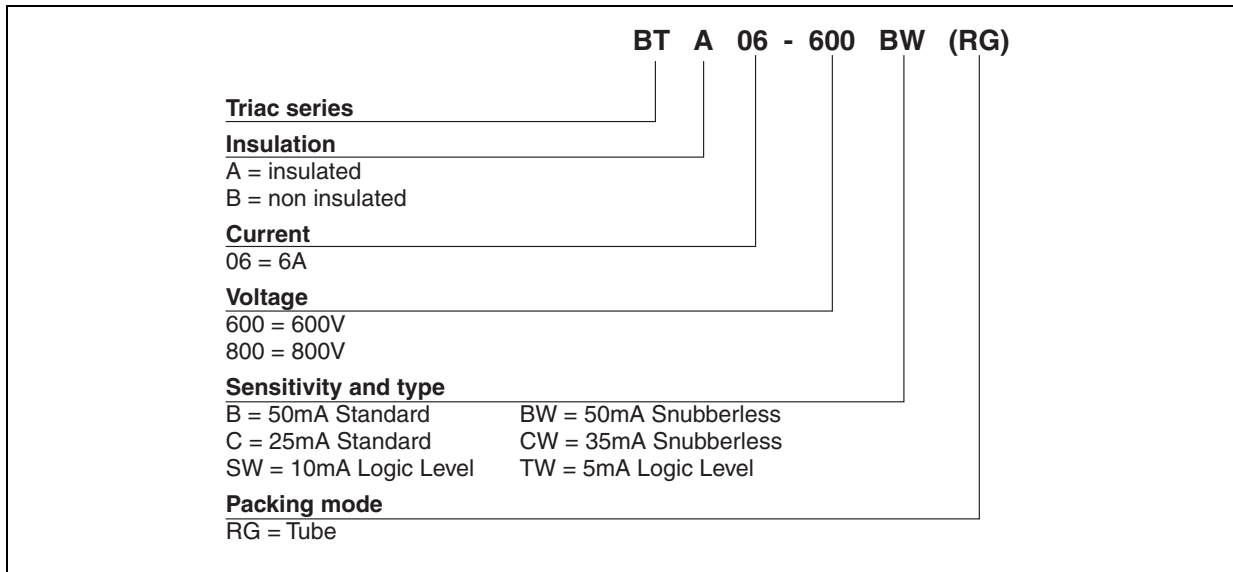 BT A 06 - 600 BW (RG)
Triac series
Insulation
A = insulated
B = non insulated
Current
06 = 6A
Voltage
600 = 600V
800 = 800V
Sensitivity and type
B = 50mA Standard BW = 50mA Snubberless
C = 25mA Standard CW = 35mA Snubberless
SW = 10mA Logic Level TW = 5mA Logic Level
Packing mode
RG = Tube